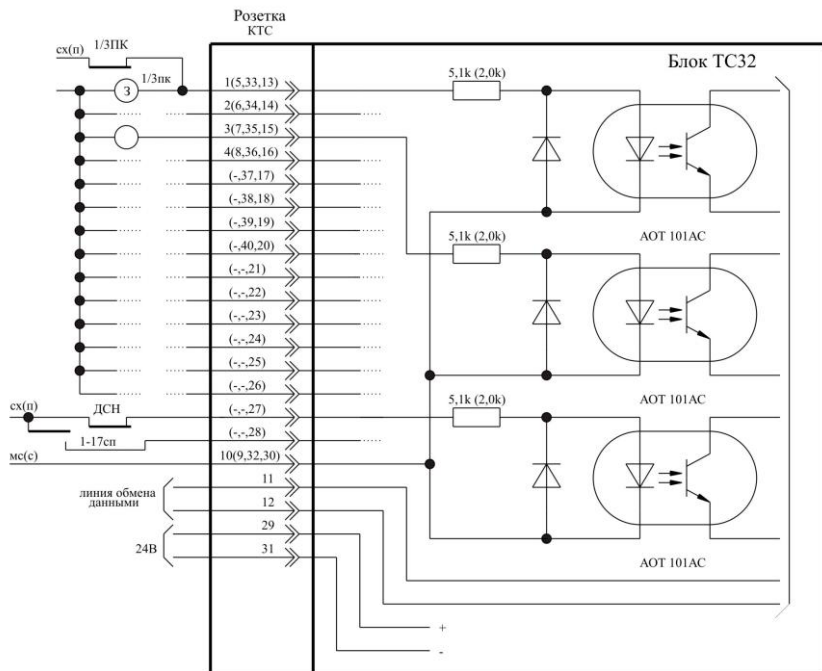 Розетка
КТС
сх(п)
1/3ПК
Блок ТС32
З
1/3пк
1(5,33,13)
5,1k (2,0k)
2(6,34,14)
3(7,35,15)
4(8,36,16)
(-,37,17)
(-,38,18)
(-,39,19)
АОТ 101АС
(-,40,20)
5,1k (2,0k)
(-,-,21)
(-,-,22)
(-,-,23)
(-,-,24)
(-,-,25)
(-,-,26)
АОТ 101АС
сх(п)
ДСН
(-,-,27)
5,1k (2,0k)
1-17сп
(-,-,28)
мс(с)
10(9,32,30)
линия обмена
данными
11
12
24В
29
31
АОТ 101АС
+
-